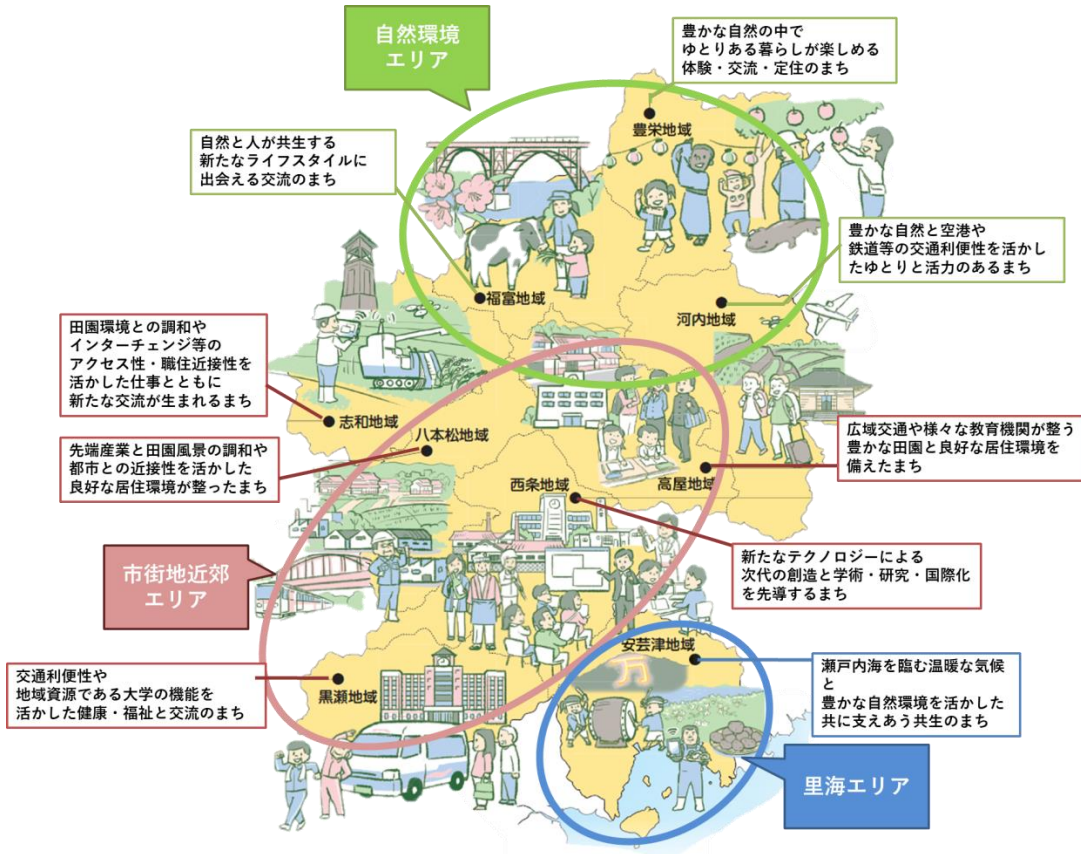 自然環境
エリア
豊かな自然の中で
ゆとりある暮らしが楽しめる
体験・交流・定住のまち
豊栄地域
自然と人が共生する
新たなライフスタイルに
出会える交流のまち
豊かな自然と空港や
鉄道等の交通利便性を活かし
たゆとりと活力のあるまち
福富地域
河内地域
田園環境との調和や
インターチェンジ等の
アクセス性・職住近接性を
活かした仕事とともに
新たな交流が生まれるまち
志和地域
八本松地域
先端産業と田園風景の調和や
都市との近接性を活かした
良好な居住環境が整ったまち
広域交通や様々な教育機関が整う
豊かな田園と良好な居住環境を
備えたまち
高屋地域
西条地域
市街地近郊
エリア
新たなテクノロジーによる
次代の創造と学術・研究・国際化
を先導するまち
安芸津地域
交通利便性や
地域資源である大学の機能を
活かした健康・福祉と交流のまち
黒瀬地域
万
瀬戸内海を臨む温暖な気候
と
豊かな自然環境を活かした
共に支えあう共生のまち
里海エリア